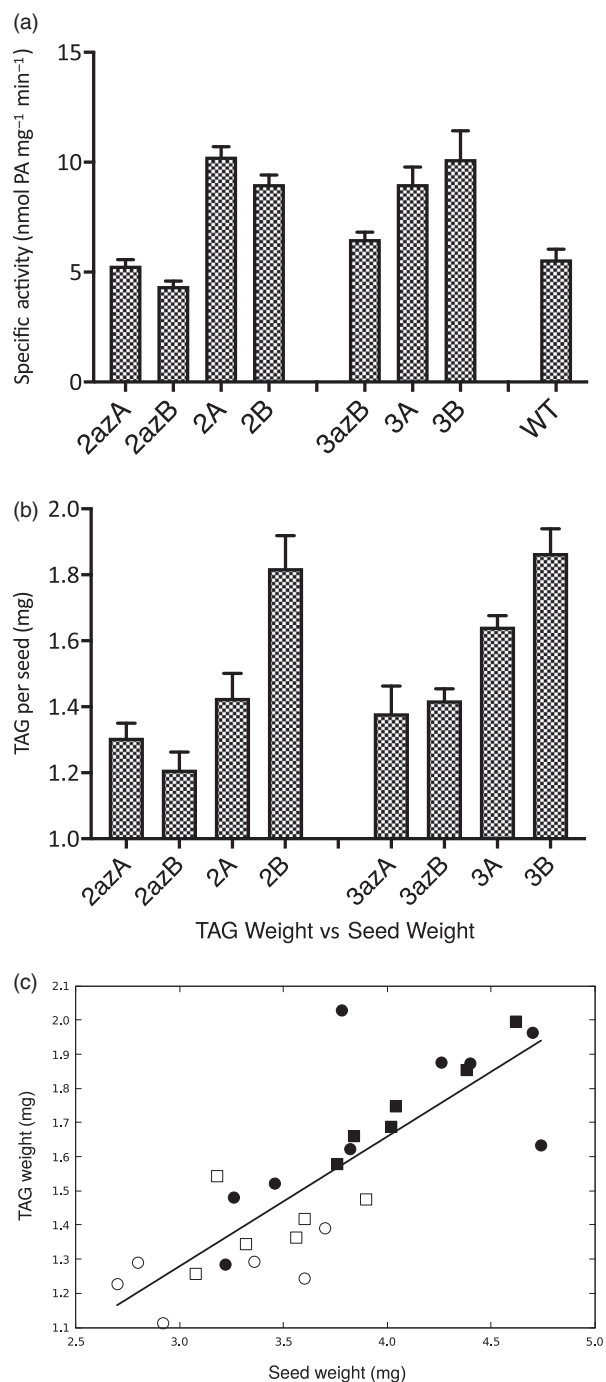 (a)
Specific activity (nmol PA mg⁻¹ min⁻¹)
15
10
5
0
2azA 2azB 2A 2B 3azB 3A 3B WT
(b)
TAG per seed (mg)
2.0
1.8
1.6
1.4
1.2
1.0
2azA 2azB 2A 2B 3azA 3azB 3A 3B
TAG Weight vs Seed Weight
(c)
TAG weight (mg)
2.1
2.0
1.9
1.8
1.7
1.6
1.5
1.4
1.3
1.2
1.1
2.5 3.0 3.5 4.0 4.5 5.0
Seed weight (mg)